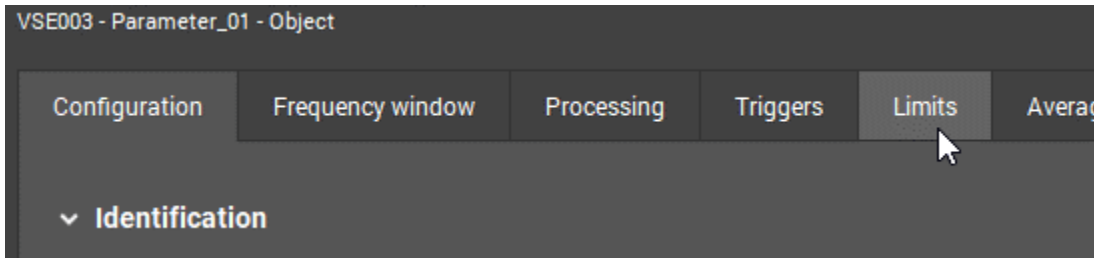 VSE003 - Parameter_01 - Object
Configuration Frequency window Processing Triggers Limits
Identification